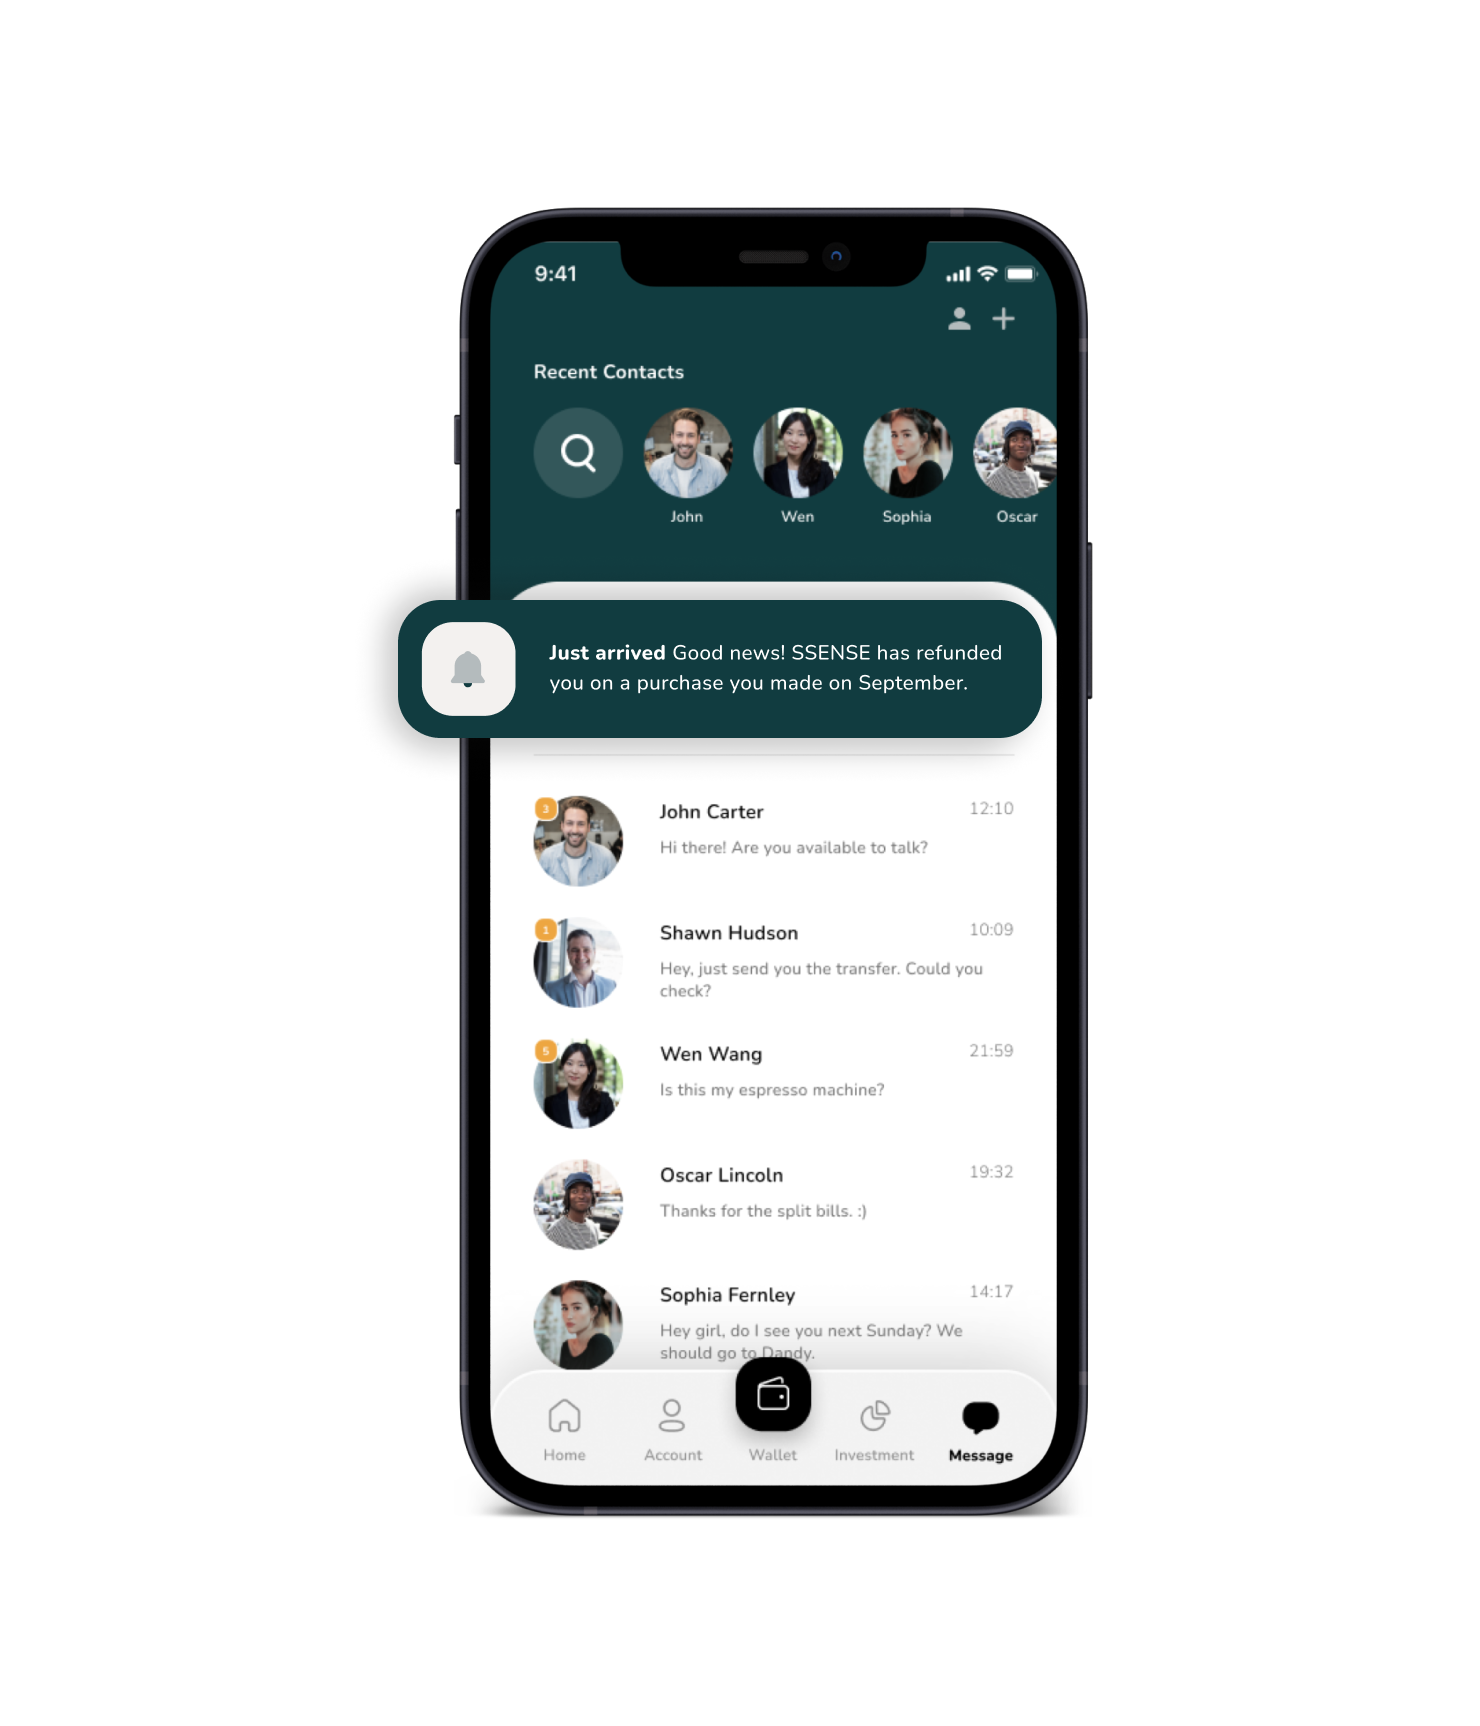 9:41
Recent Contacts
John
Wen
Sophia
Oscar
Just arrived Good news! SSENSE has refunded
you on a purchase you made on September.
3
John Carter
12:10
Hi there! Are you available to talk?
1
Shawn Hudson
10:09
Hey, just send you the transfer. Could you
check?
5
Wen Wang
21:59
Is this my espresso machine?
Oscar Lincoln
19:32
Thanks for the split bills. :)
Sophia Fernley
14:17
Hey girl, do I see you next Sunday? We
should go to Dandy.
Home
Account
Wallet
Investment
Message